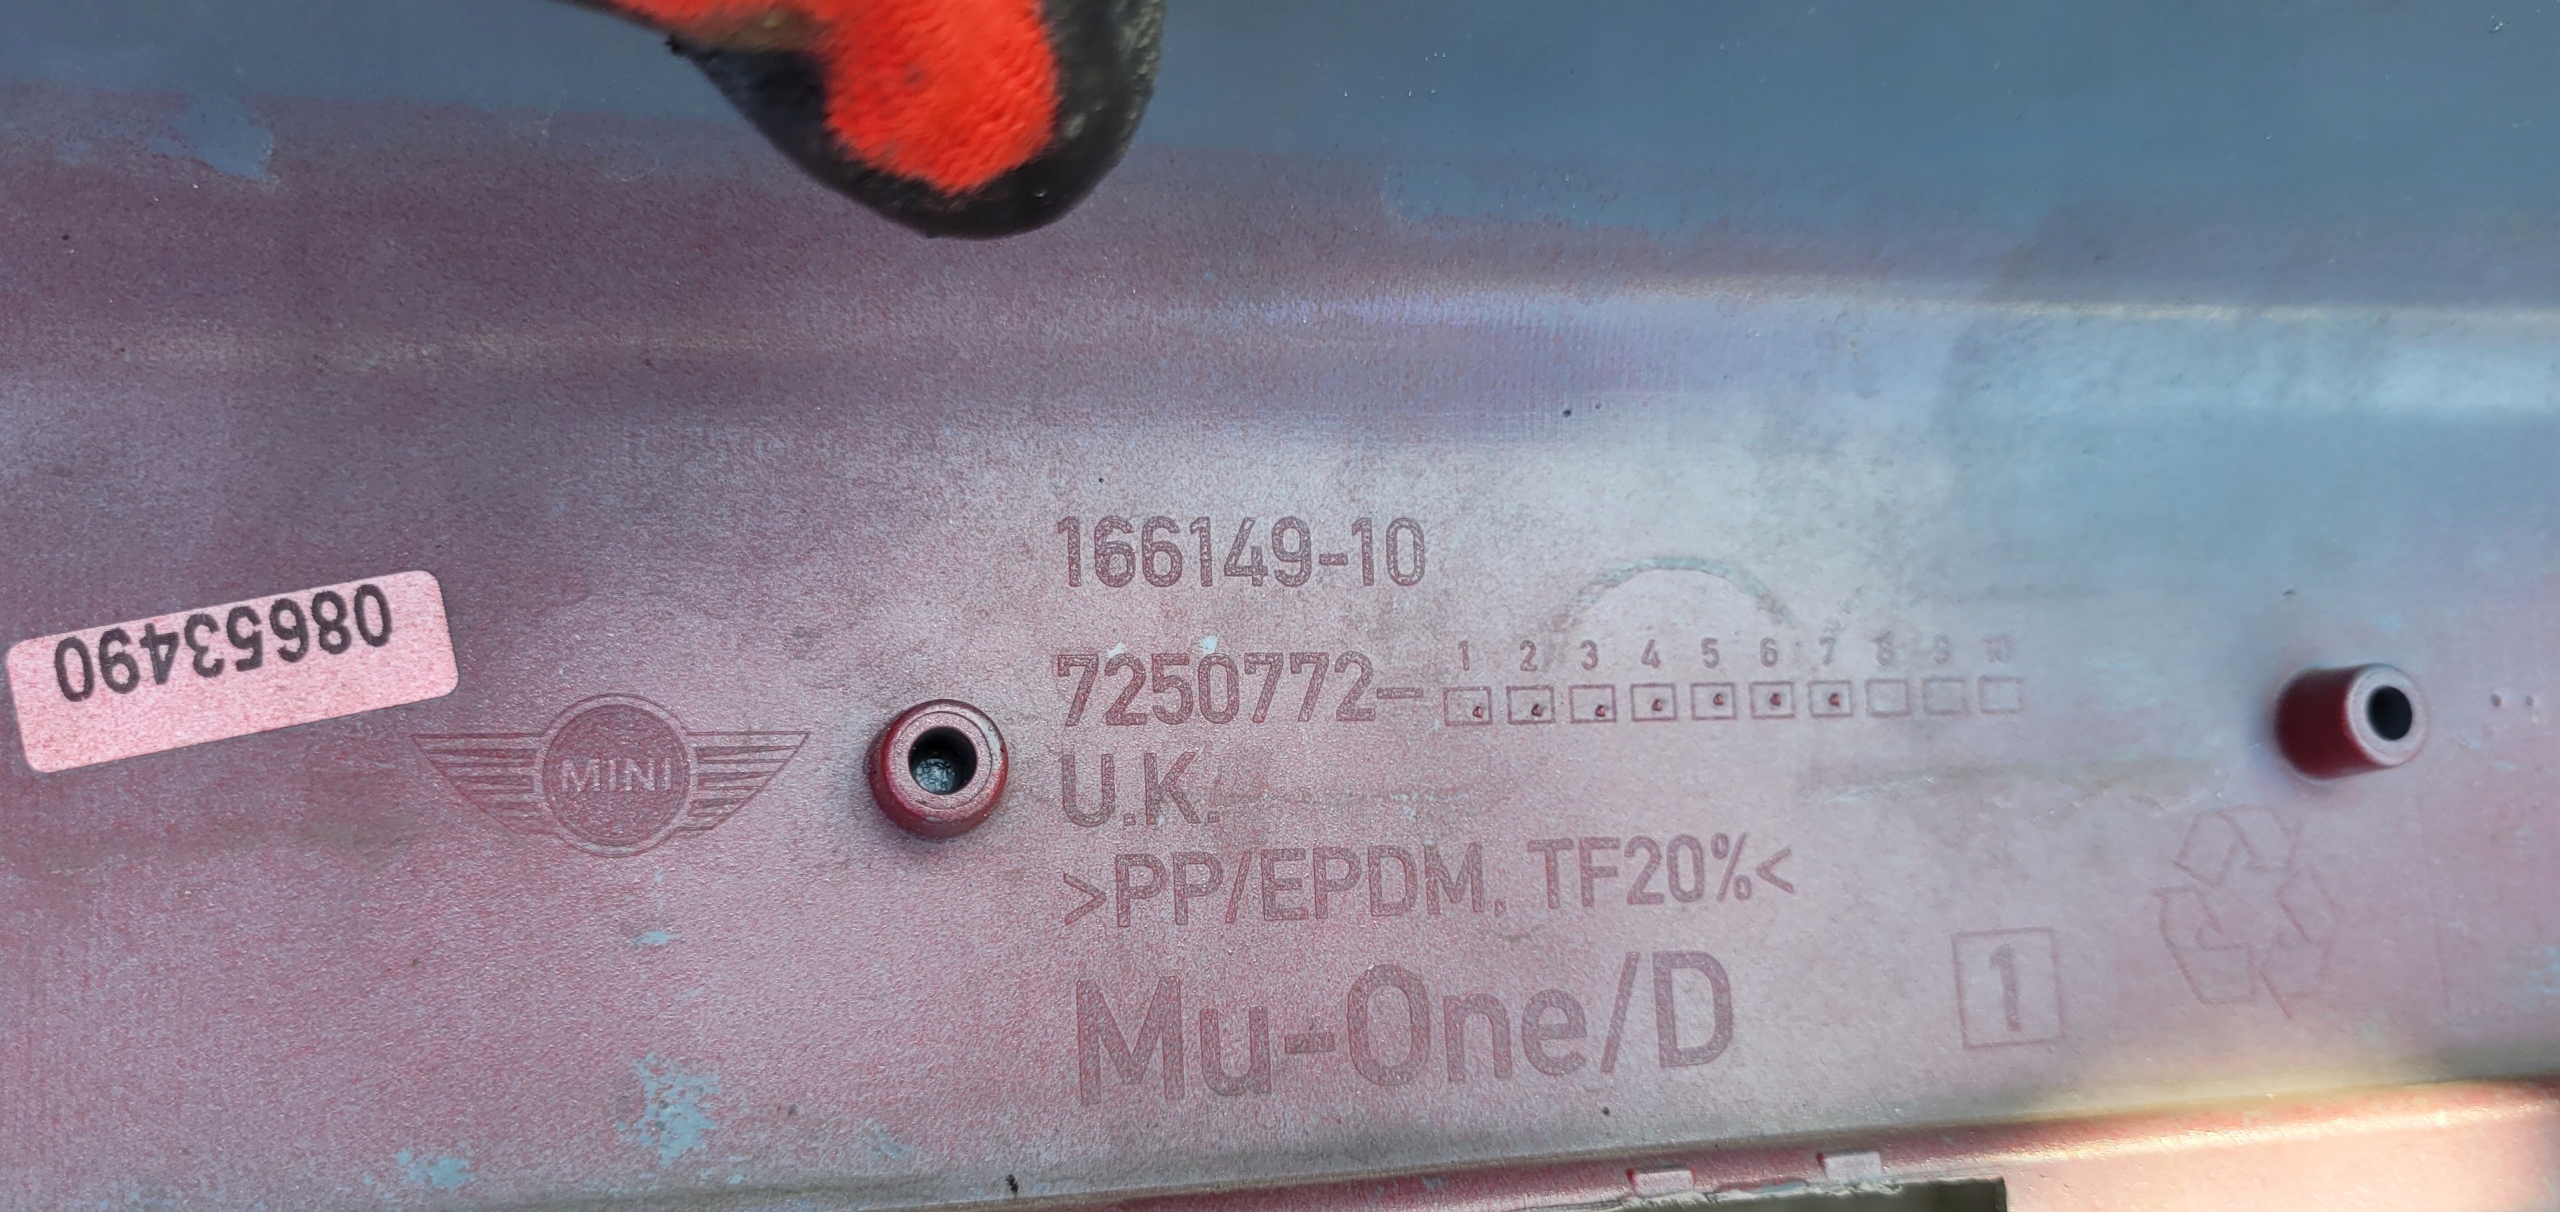 166149-10
08653490
7250772- 1 2 3 4 5 6 7 8 9 10
MINI
U.K.
>PP/EPDM, TF20%<
Mu-One/D
1